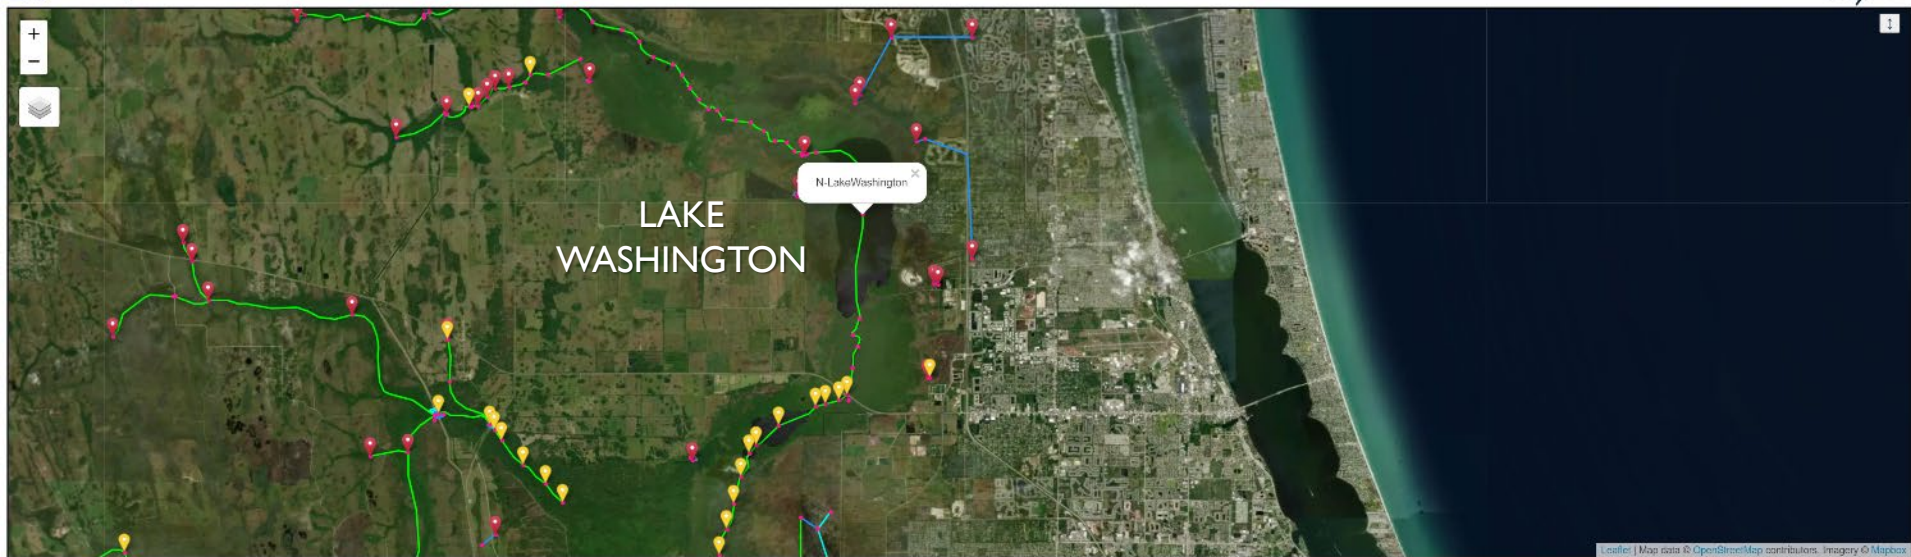 +
−
N-LakeWashington ×
LAKE
WASHINGTON
Leaflet | Map data © OpenStreetMap contributors, Imagery © Mapbox